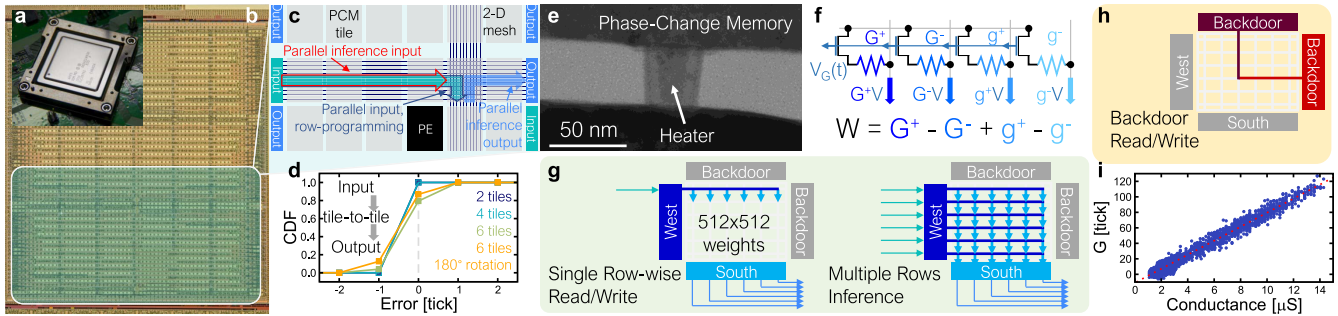 a
b
c
PCM
tile
2-D
mesh
Output
Output
Parallel inference input
Input
Output
Parallel input,
row-programming
Parallel
inference
output
Output
PE
Input
d
CDF
1.0
0.8
0.6
0.4
0.2
0.0
Input
tile-to-tile
Output
2 tiles
4 tiles
6 tiles
6 tiles
180° rotation
-2 -1 0 1 2
Error [tick]
e
Phase-Change Memory
Heater
50 nm
f
G+ G- g+ g-
VG(t)
G+V G-V g+V g-V
W = G+ - G- + g+ - g-
g
Backdoor
West
Backdoor
512x512
weights
South
Single Row-wise
Read/Write
Backdoor
West
Backdoor
South
Multiple Rows
Inference
h
Backdoor
West
Backdoor
South
Backdoor
Read/Write
i
G [tick]
120
100
80
60
40
20
0
2 4 6 8 10 12 14
Conductance [µS]